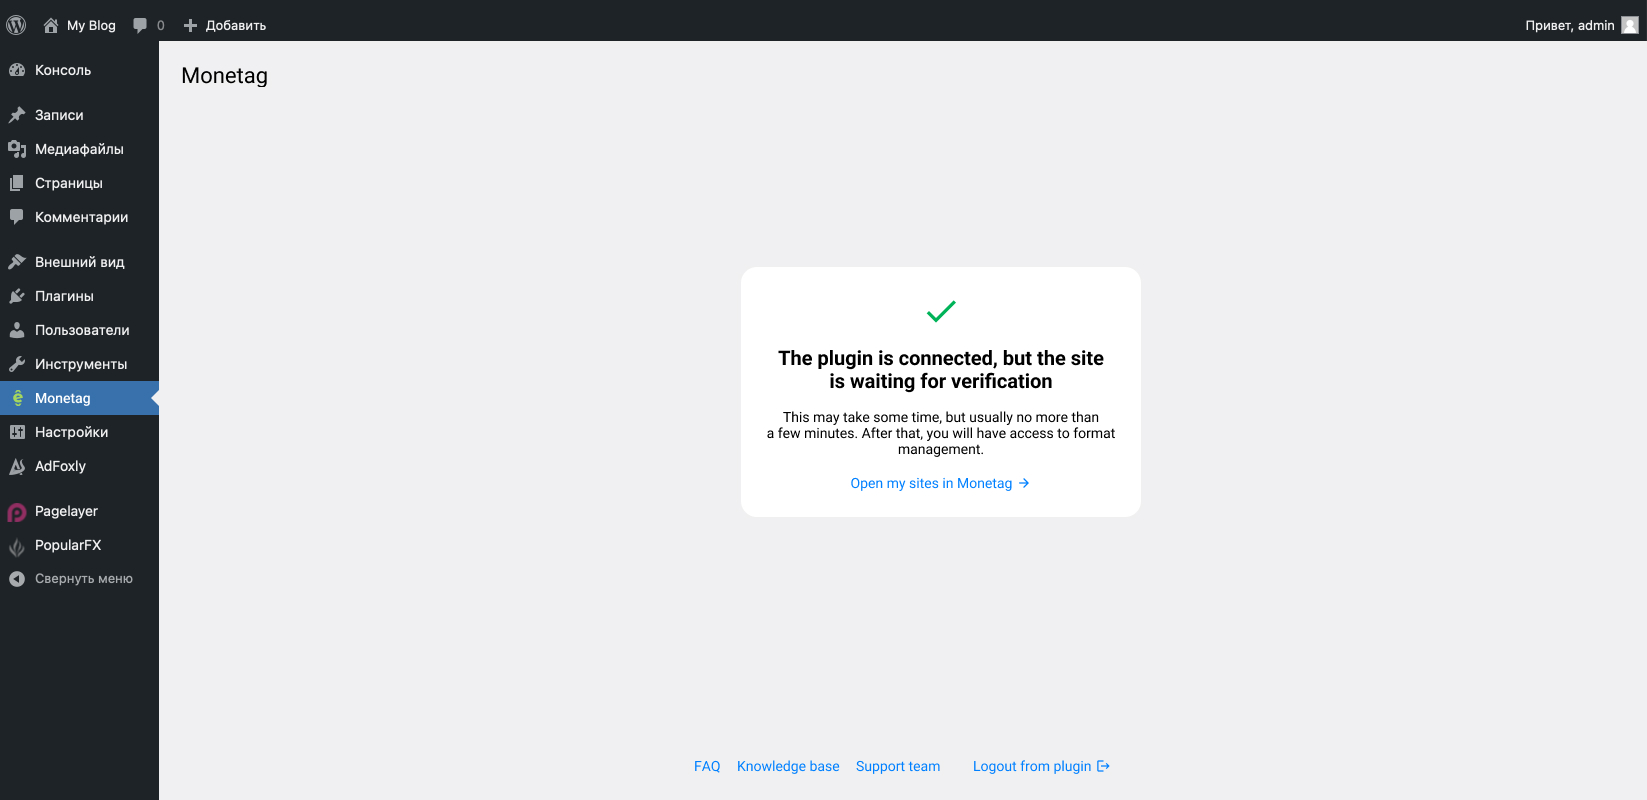 My Blog
0
Добавить
Привет, admin
Консоль
Записи
Медиафайлы
Страницы
Комментарии
Внешний вид
Плагины
Пользователи
Инструменты
Monetag
Настройки
AdFoxly
Pagelayer
PopularFX
Свернуть меню
Monetag
The plugin is connected, but the site
is waiting for verification
This may take some time, but usually no more than
a few minutes. After that, you will have access to format
management.
Open my sites in Monetag
FAQ
Knowledge base
Support team
Logout from plugin